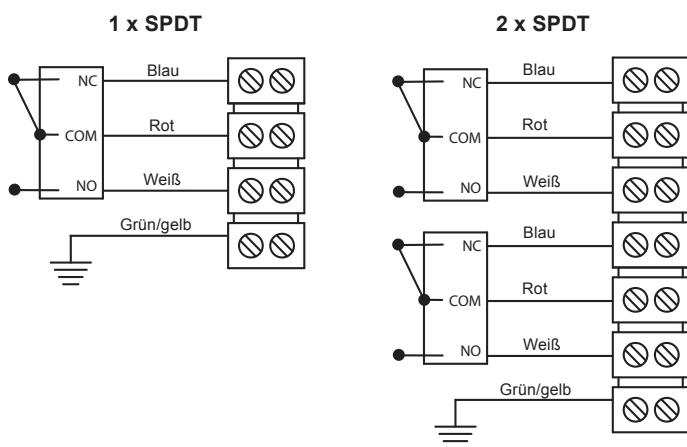 1 x SPDT
NC
Blau
COM
Rot
NO
Weiß
Grün/gelb
2 x SPDT
NC
Blau
COM
Rot
NO
Weiß
NC
Blau
COM
Rot
NO
Weiß
Grün/gelb